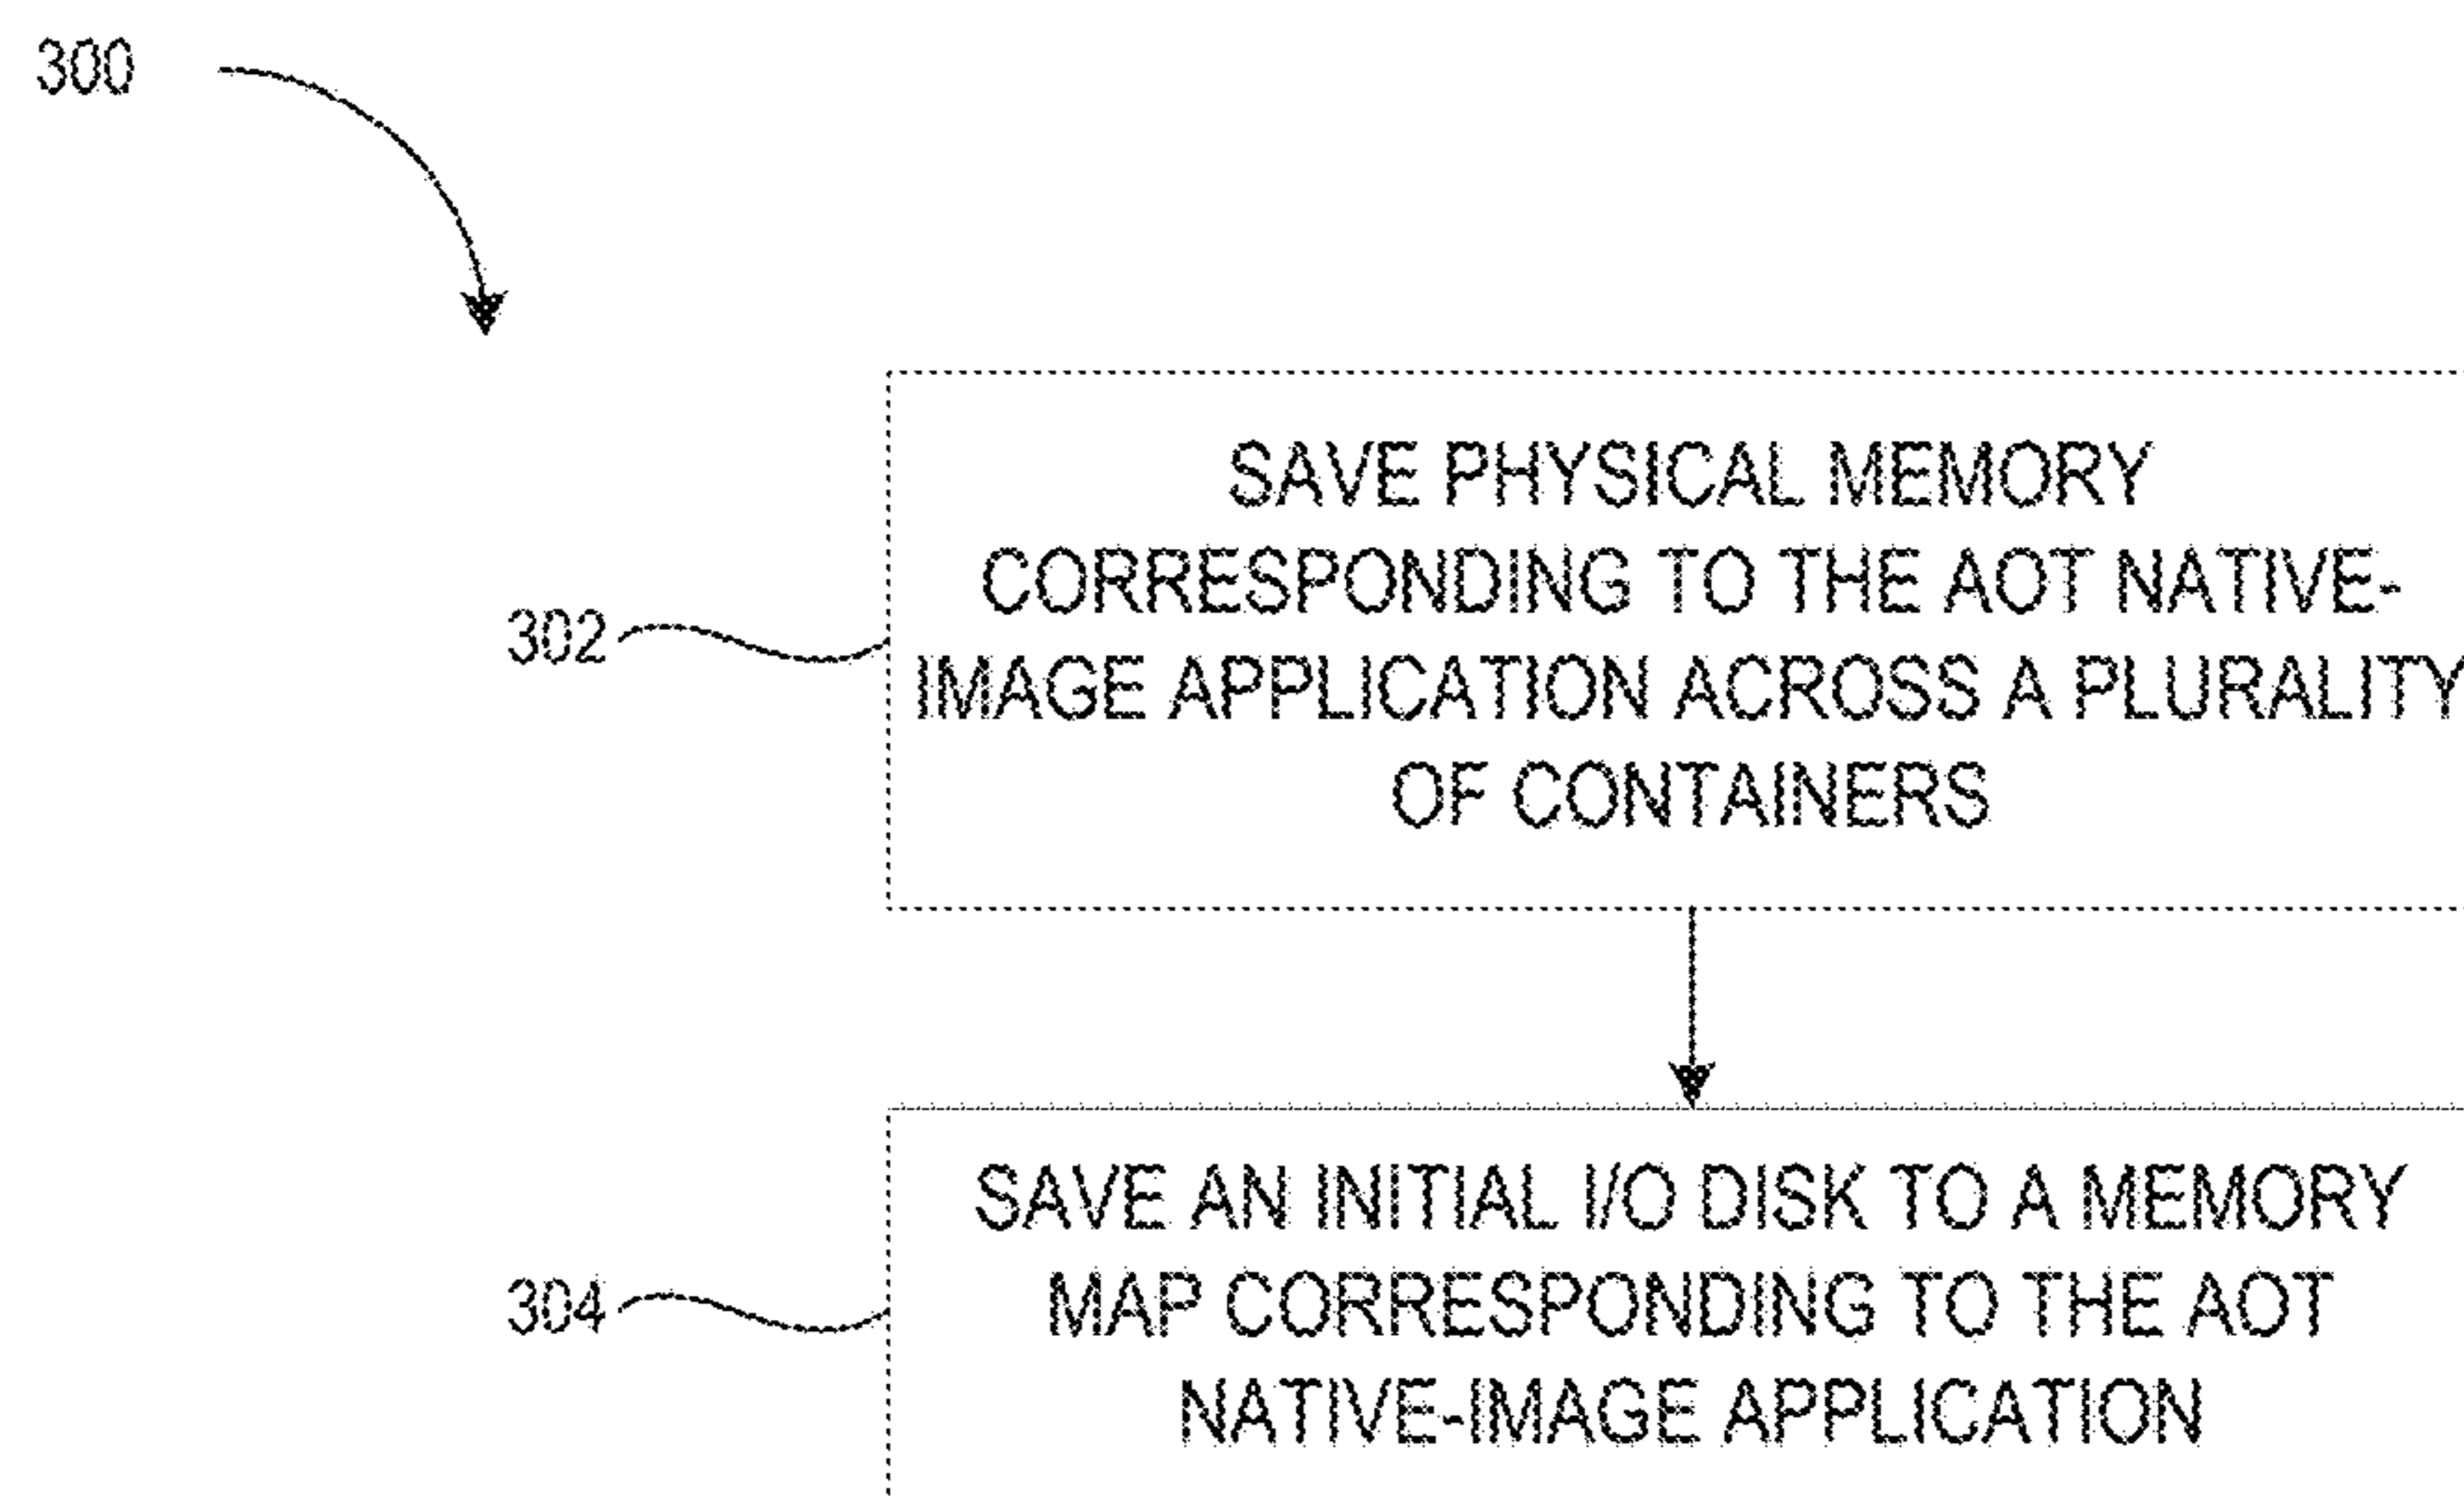 300
SAVE PHYSICAL MEMORY
CORRESPONDING TO THE AOT NATIVE-
302
IMAGE APPLICATION ACROSS A PLURALITY
OF CONTAINERS
SAVE AN INITIAL I/O DISK TO A MEMORY
304
MAP CORRESPONDING TO THE AOT
NATIVE-IMAGE APPLICATION